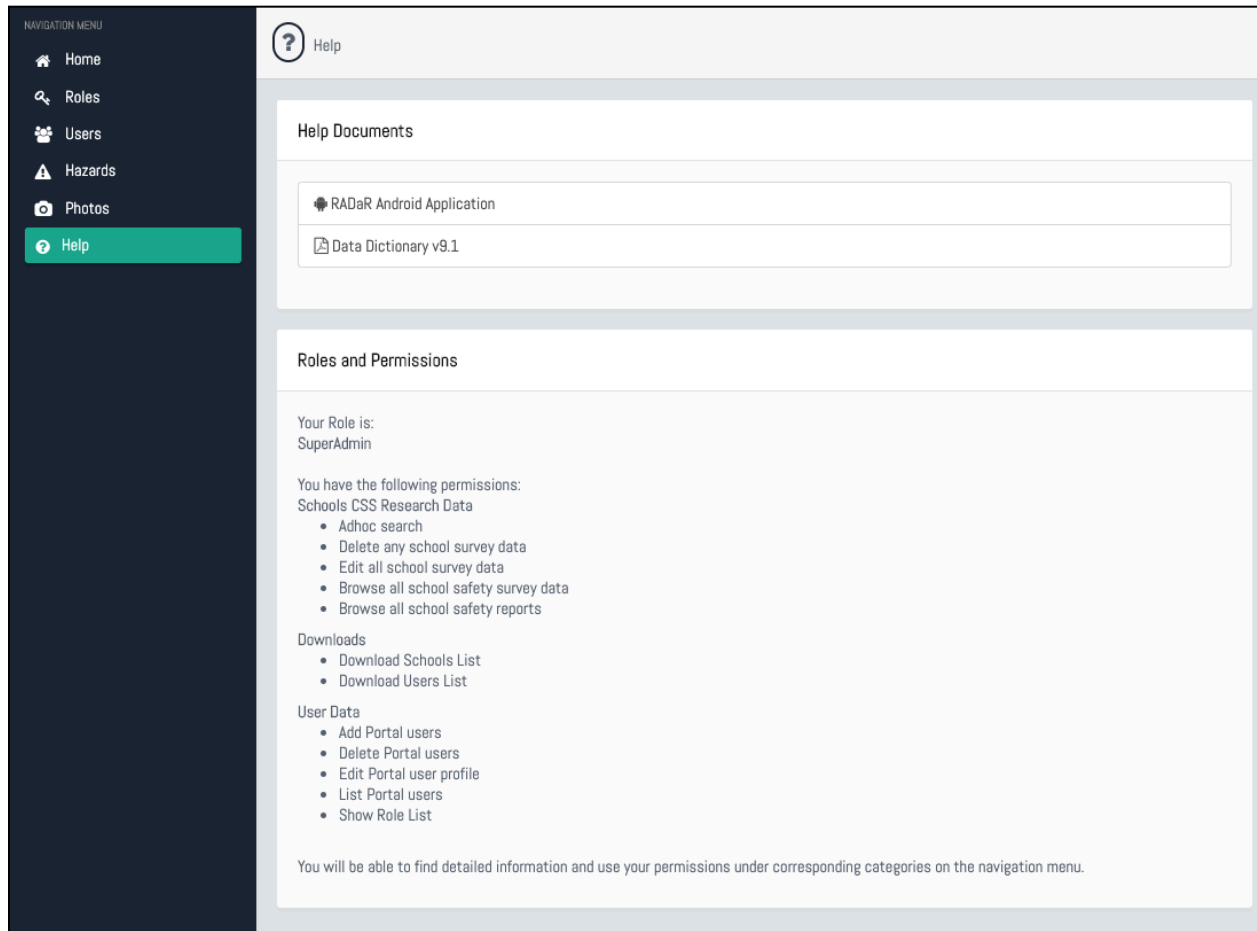 NAVIGATION MENU
Home
Roles
Users
Hazards
Photos
Help
? Help
Help Documents
RADaR Android Application
Data Dictionary v9.1
Roles and Permissions
Your Role is:
SuperAdmin
You have the following permissions:
Schools CSS Research Data
• Adhoc search
• Delete any school survey data
• Edit all school survey data
• Browse all school safety survey data
• Browse all school safety reports
Downloads
• Download Schools List
• Download Users List
User Data
• Add Portal users
• Delete Portal users
• Edit Portal user profile
• List Portal users
• Show Role List
You will be able to find detailed information and use your permissions under corresponding categories on the navigation menu.